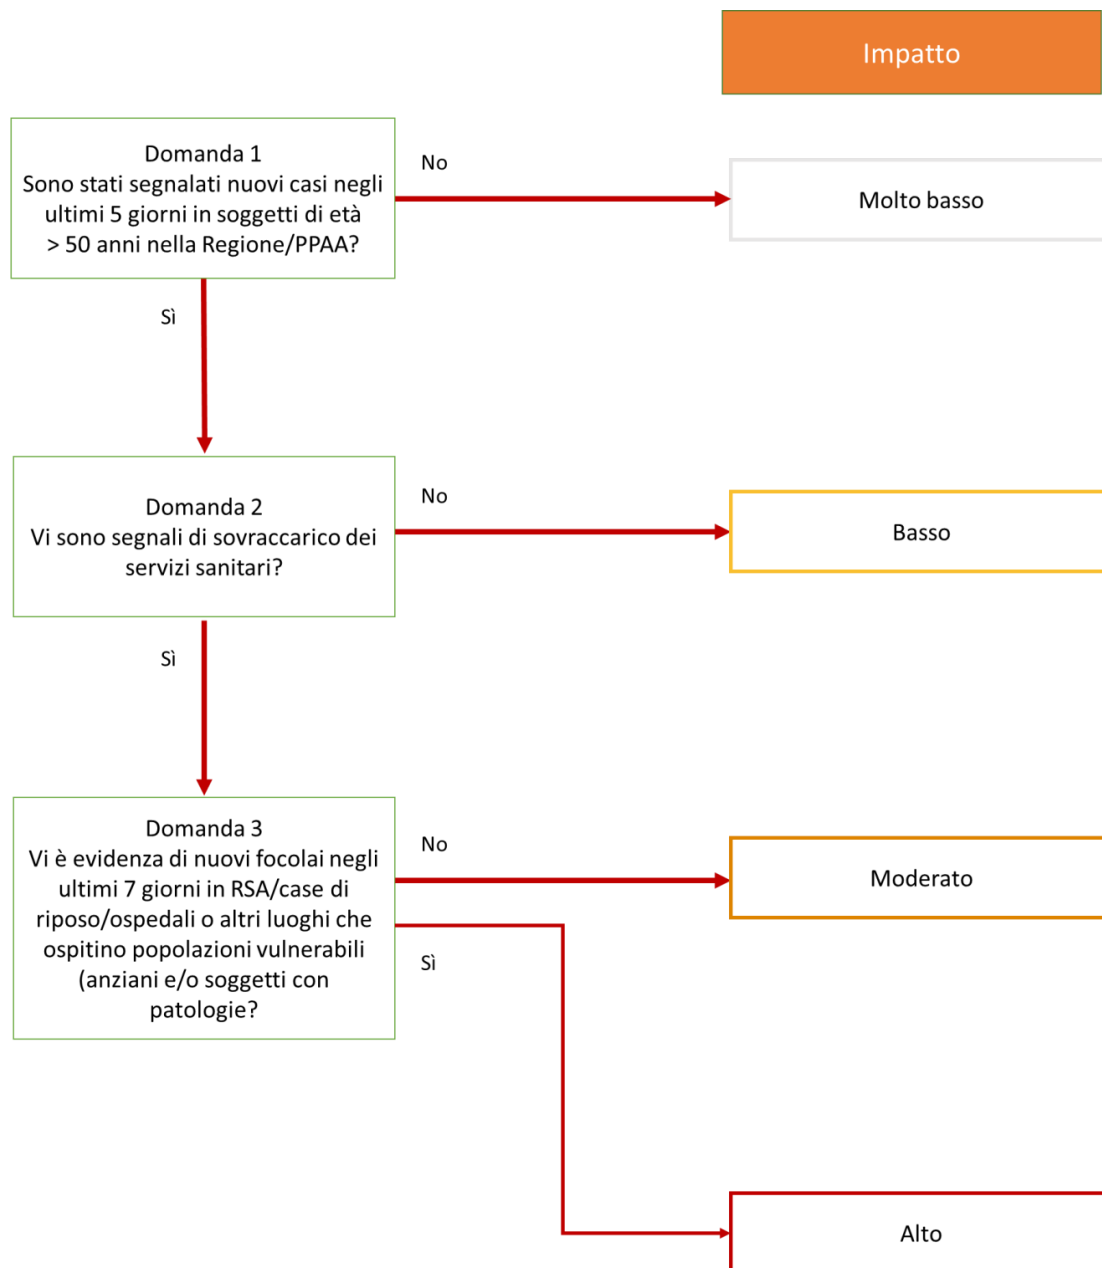 Impatto
Domanda 1
Sono stati segnalati nuovi casi negli
ultimi 5 giorni in soggetti di età
> 50 anni nella Regione/PPAA?
No
Molto basso
Sì
Domanda 2
Vi sono segnali di sovraccarico dei
servizi sanitari?
No
Basso
Sì
Domanda 3
Vi è evidenza di nuovi focolai negli
ultimi 7 giorni in RSA/case di
riposo/ospedali o altri luoghi che
ospitino popolazioni vulnerabili
(anziani e/o soggetti con
patologie?
No
Moderato
Sì
Alto